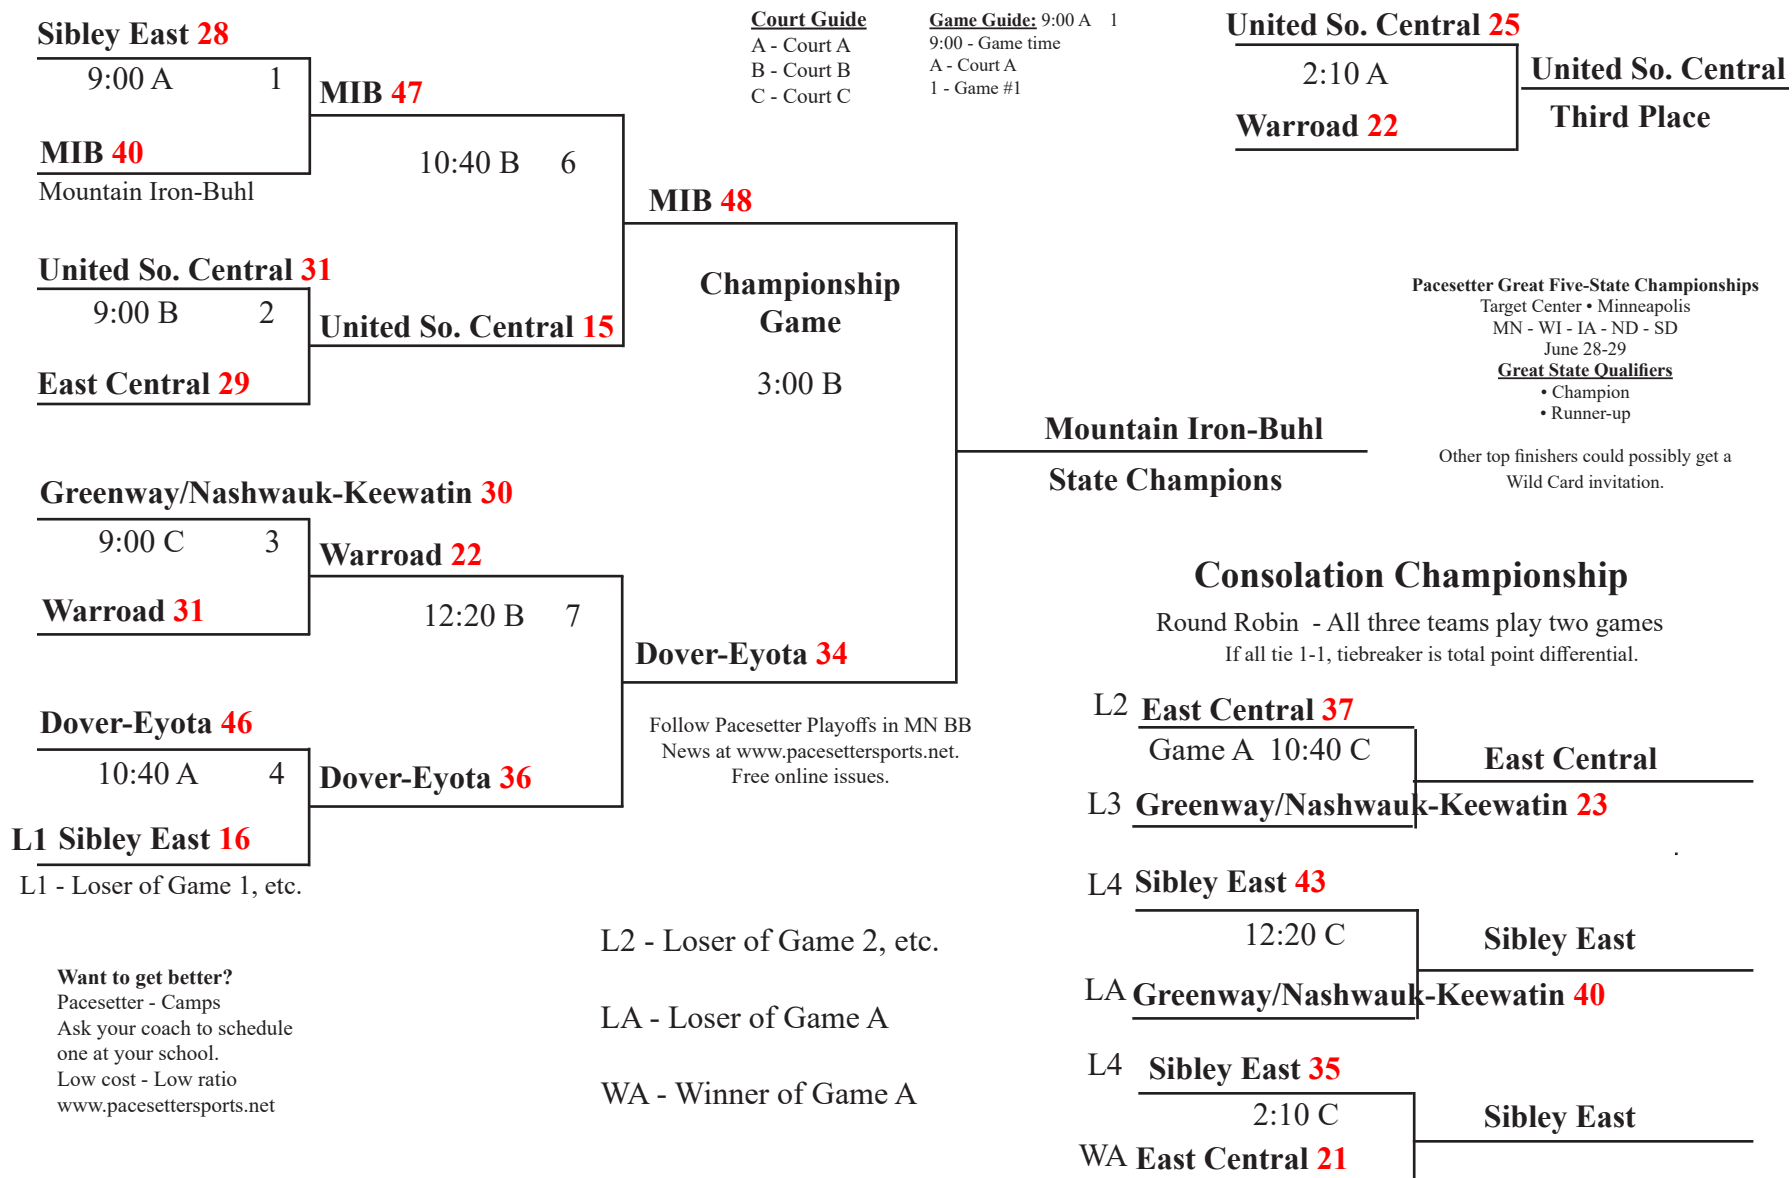 Sibley East 28
9:00 A 1
MIB 40
Mountain Iron-Buhl
MIB 47
10:40 B 6
United So. Central 31
9:00 B 2
East Central 29
United So. Central 15
MIB 48
Championship
Game
3:00 B
Greenway/Nashwauk-Keewatin 30
9:00 C 3
Warroad 31
Warroad 22
12:20 B 7
Dover-Eyota 46
10:40 A 4
L1 Sibley East 16
L1 - Loser of Game 1, etc.
Dover-Eyota 36
Dover-Eyota 34
Mountain Iron-Buhl
State Champions
Court Guide
A - Court A
B - Court B
C - Court C
Game Guide: 9:00 A 1
9:00 - Game time
A - Court A
1 - Game #1
United So. Central 25
2:10 A
Warroad 22
United So. Central
Third Place
Pacesetter Great Five-State Championships
Target Center • Minneapolis
MN - WI - IA - ND - SD
June 28-29
Great State Qualifiers
• Champion
• Runner-up
Other top finishers could possibly get a
Wild Card invitation.
Follow Pacesetter Playoffs in MN BB
News at www.pacesettersports.net.
Free online issues.
Consolation Championship
Round Robin - All three teams play two games
If all tie 1-1, tiebreaker is total point differential.
L2 East Central 37
Game A 10:40 C
L3 Greenway/Nashwauk-Keewatin 23
East Central
L4 Sibley East 43
12:20 C
LA Greenway/Nashwauk-Keewatin 40
Sibley East
L4 Sibley East 35
2:10 C
WA East Central 21
Sibley East
L2 - Loser of Game 2, etc.
LA - Loser of Game A
WA - Winner of Game A
Want to get better?
Pacesetter - Camps
Ask your coach to schedule
one at your school.
Low cost - Low ratio
www.pacesettersports.net